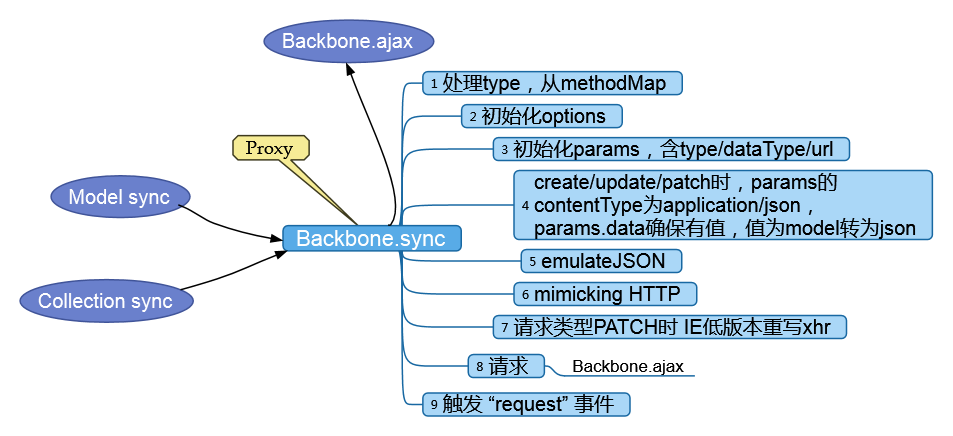 Backbone.ajax
1 处理type，从methodMap
2 初始化options
Proxy
3 初始化params，含type/dataType/url
Model sync
4 create/update/patch时，params的
contentType为application/json，
params.data确保有值，值为model转为json
Backbone.sync
5 emulateJSON
Collection sync
6 mimicking HTTP
7 请求类型PATCH时 IE低版本重写xhr
8 请求
Backbone.ajax
9 触发 “request” 事件